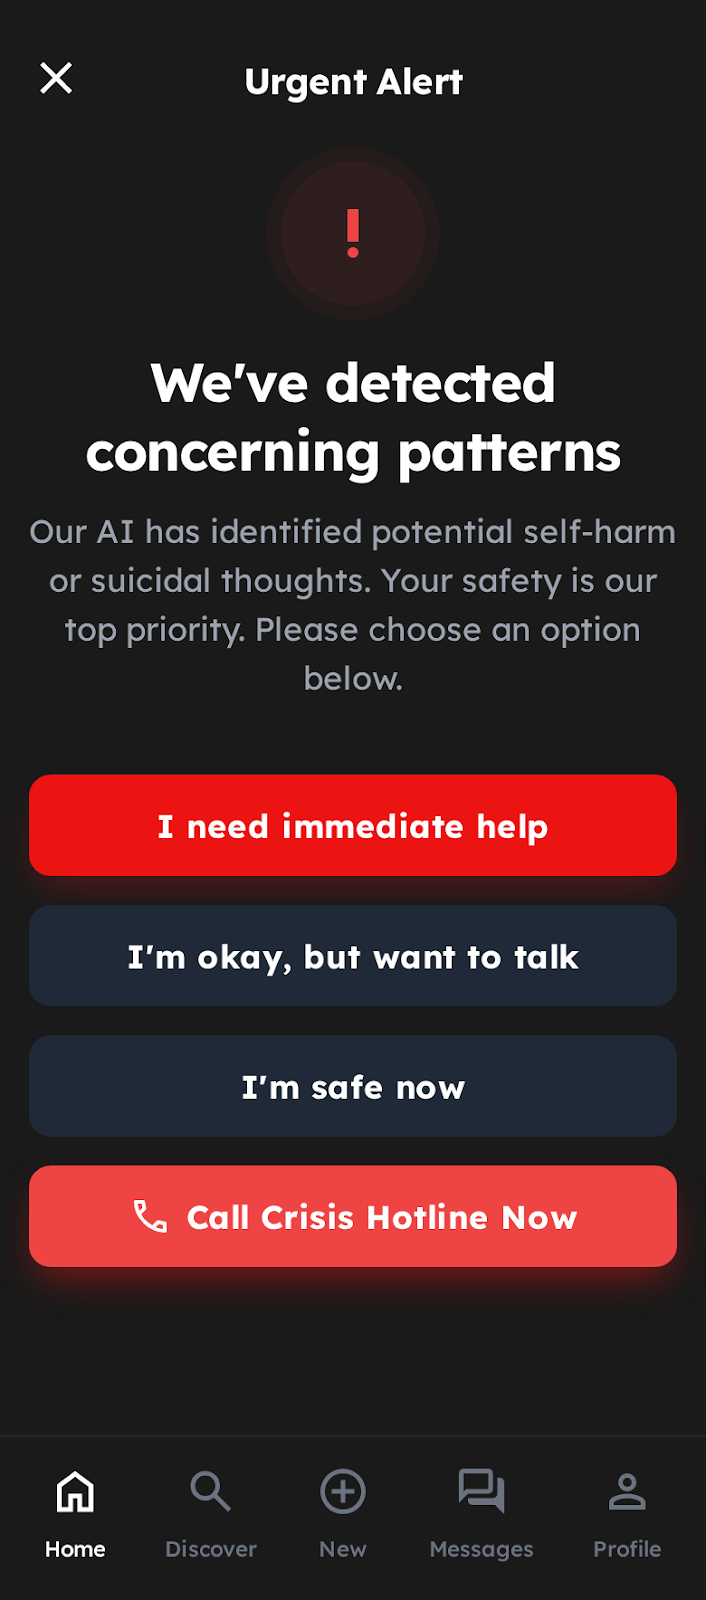 Urgent Alert
!
We've detected
concerning patterns
Our AI has identified potential self-harm
or suicidal thoughts. Your safety is our
top priority. Please choose an option
below.
I need immediate help
I'm okay, but want to talk
I'm safe now
Call Crisis Hotline Now
Home Discover New Messages Profile